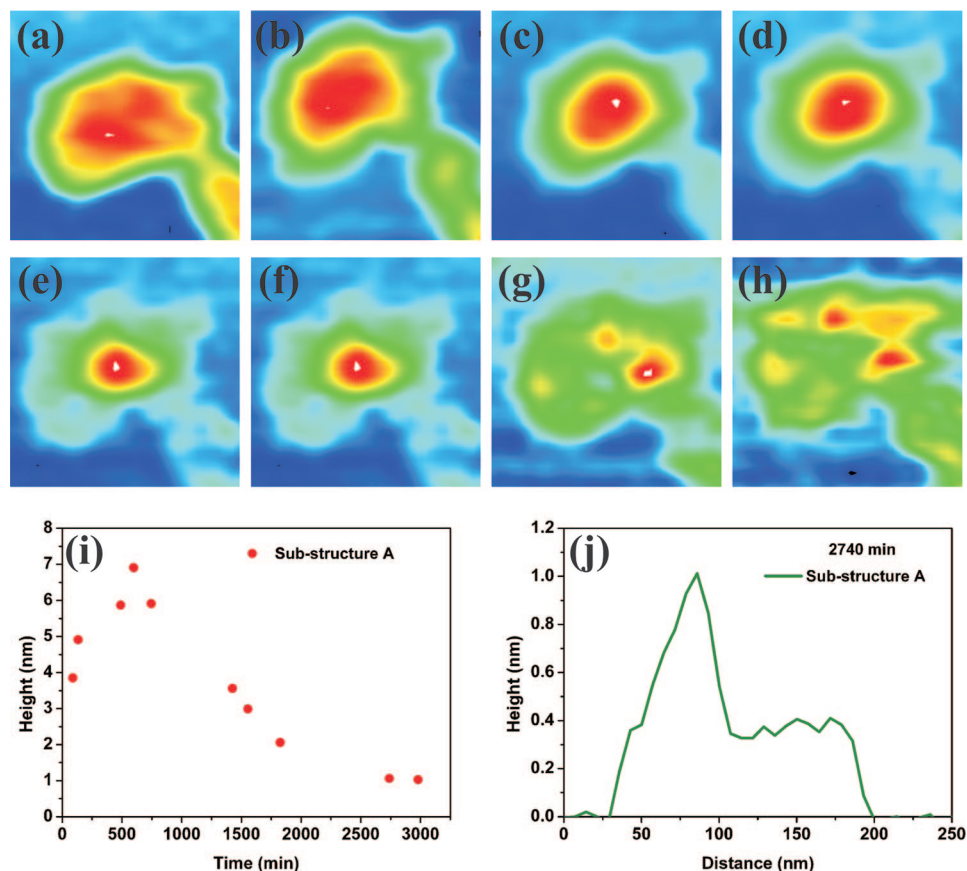 (a) (b) (c) (d)
(e) (f) (g) (h)
(i)
Sub-structure A
Height (nm)
8
7
6
5
4
3
2
1
0
0 500 1000 1500 2000 2500 3000
Time (min)
(j)
2740 min
Sub-structure A
Height (nm)
1.2
1.0
0.8
0.6
0.4
0.2
0.0
0 50 100 150 200 250
Distance (nm)